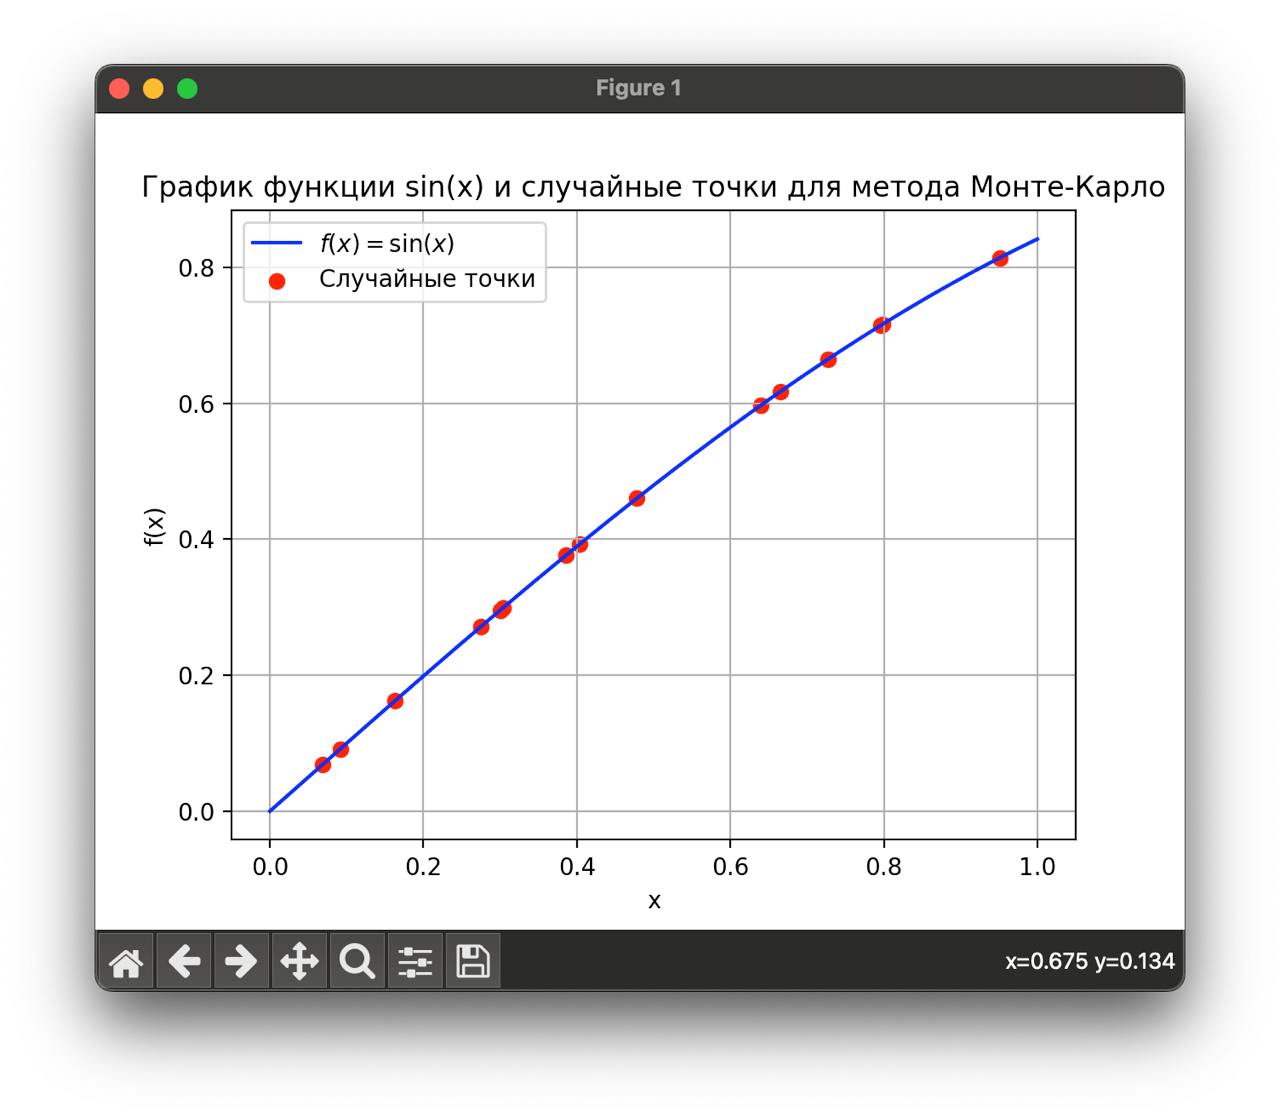 Figure 1
График функции sin(x) и случайные точки для метода Монте-Карло
f(x) = sin(x)
Случайные точки
f(x)
0.8
0.6
0.4
0.2
0.0
0.0 0.2 0.4 0.6 0.8 1.0
x
x=0.675 y=0.134